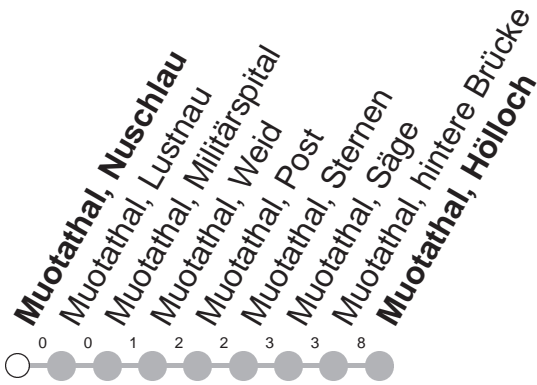 Muotathal, Nuschlau
Muotathal, Lustnau
Muotathal, Militärspital
Muotathal, Weid
Muotathal, Post
Muotathal, Sternen
Muotathal, Säge
Muotathal, hintere Brücke
Muotathal, Hölloch
0 0 1 2 2 3 3 8